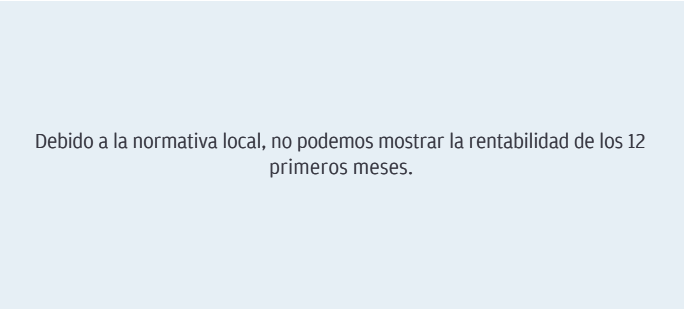 Debido a la normativa local, no podemos mostrar la rentabilidad de los 12
primeros meses.